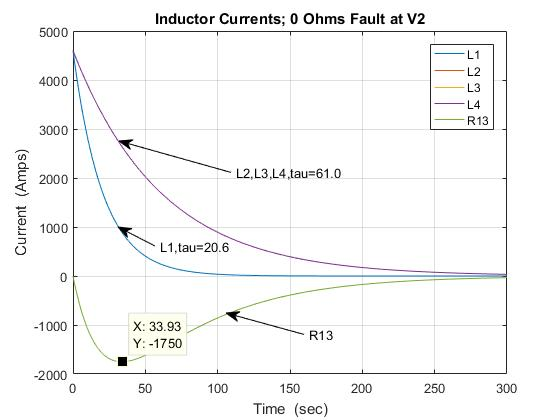 Inductor Currents; 0 Ohms Fault at V2
5000
4000
3000
2000
1000
0
-1000
-2000
Current (Amps)
L1
L2
L3
L4
R13
L2,L3,L4,tau=61.0
L1,tau=20.6
X: 33.93
Y: -1750
R13
0
50
100
150
200
250
300
Time (sec)